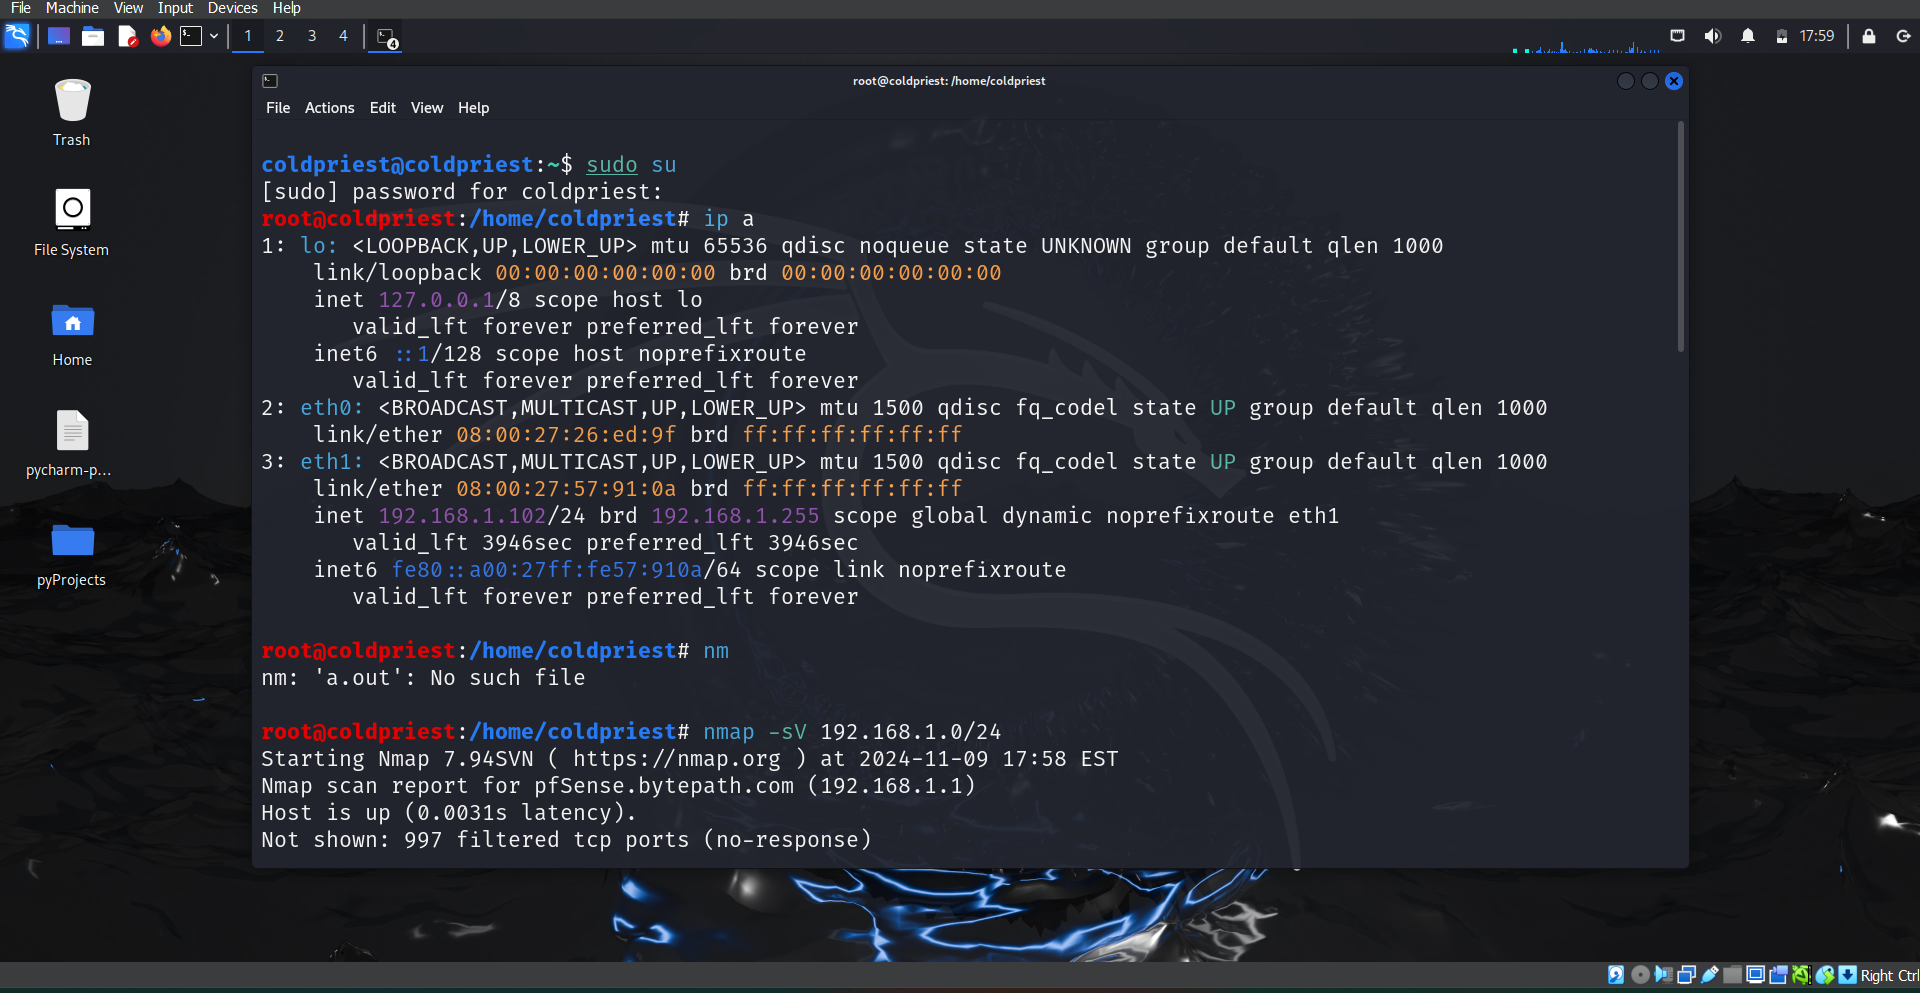 File Machine View Input Devices Help
1 2 3 4 4 17:59
root@coldpriest: /home/coldpriest
File Actions Edit View Help
Trash
File System
Home
pycharm-p...
pyProjects
coldpriest@coldpriest:~$ sudo su
[sudo] password for coldpriest:
root@coldpriest:/home/coldpriest# ip a
1: lo: <LOOPBACK,UP,LOWER_UP> mtu 65536 qdisc noqueue state UNKNOWN group default qlen 1000
link/loopback 00:00:00:00:00:00 brd 00:00:00:00:00:00
inet 127.0.0.1/8 scope host lo
valid_lft forever preferred_lft forever
inet6 ::1/128 scope host noprefixroute
valid_lft forever preferred_lft forever
2: eth0: <BROADCAST,MULTICAST,UP,LOWER_UP> mtu 1500 qdisc fq_codel state UP group default qlen 1000
link/ether 08:00:27:26:ed:9f brd ff:ff:ff:ff:ff:ff
3: eth1: <BROADCAST,MULTICAST,UP,LOWER_UP> mtu 1500 qdisc fq_codel state UP group default qlen 1000
link/ether 08:00:27:57:91:0a brd ff:ff:ff:ff:ff:ff
inet 192.168.1.102/24 brd 192.168.1.255 scope global dynamic noprefixroute eth1
valid_lft 3946sec preferred_lft 3946sec
inet6 fe80::a00:27ff:fe57:910a/64 scope link noprefixroute
valid_lft forever preferred_lft forever
root@coldpriest:/home/coldpriest# nm
nm: 'a.out': No such file
root@coldpriest:/home/coldpriest# nmap -sV 192.168.1.0/24
Starting Nmap 7.94SVN ( https://nmap.org ) at 2024-11-09 17:58 EST
Nmap scan report for pfSense.bytepath.com (192.168.1.1)
Host is up (0.0031s latency).
Not shown: 997 filtered tcp ports (no-response)
Right Ctrl